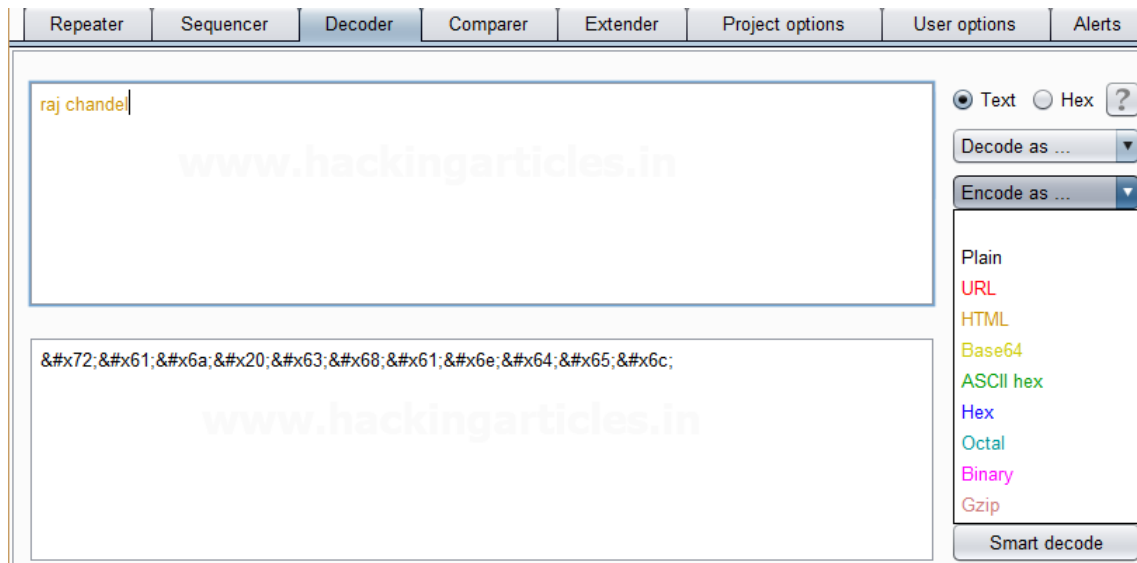 Repeater Sequencer Decoder Comparer Extender Project options User options Alerts
raj chandel
www.hackingarticles.in
Text Hex ?
Decode as ...
Encode as ...
Plain
URL
HTML
Base64
ASCII hex
Hex
Octal
Binary
Gzip
Smart decode
&#x72;&#x61;&#x6a;&#x20;&#x63;&#x68;&#x61;&#x6e;&#x64;&#x65;&#x6c;
www.hackingarticles.in